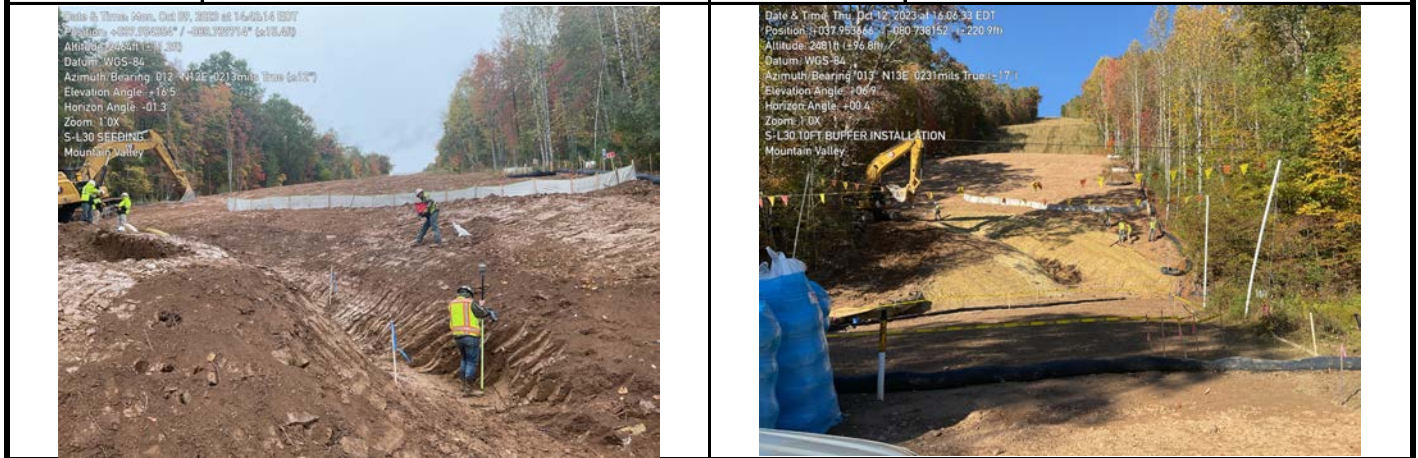 Date & Time: Mon, Oct 09, 2023 at 14:43:14 EDT
Altitude: 2464ft
Datum: WGS-84
Azimuth/Bearing: 012° N12E 0213mils True (±12°)
Elevation Angle: +16.5
Horizon Angle: -01.3
Zoom: 1.0X
S-L30 SEEDING
Mountain Valley
Date & Time: Thu, Oct 12, 2023 at 16:06:33 EDT
Position: +037.953666° / -080.738152° (±220.9ft)
Altitude: 2481ft (±96.8ft)
Datum: WGS-84
Azimuth/Bearing: 013° N13E 0231mils True (±17°)
Elevation Angle: +06.9
Horizon Angle: +00.4
Zoom: 1.0X
S-L30 10FT BUFFER INSTALLATION
Mountain Valley